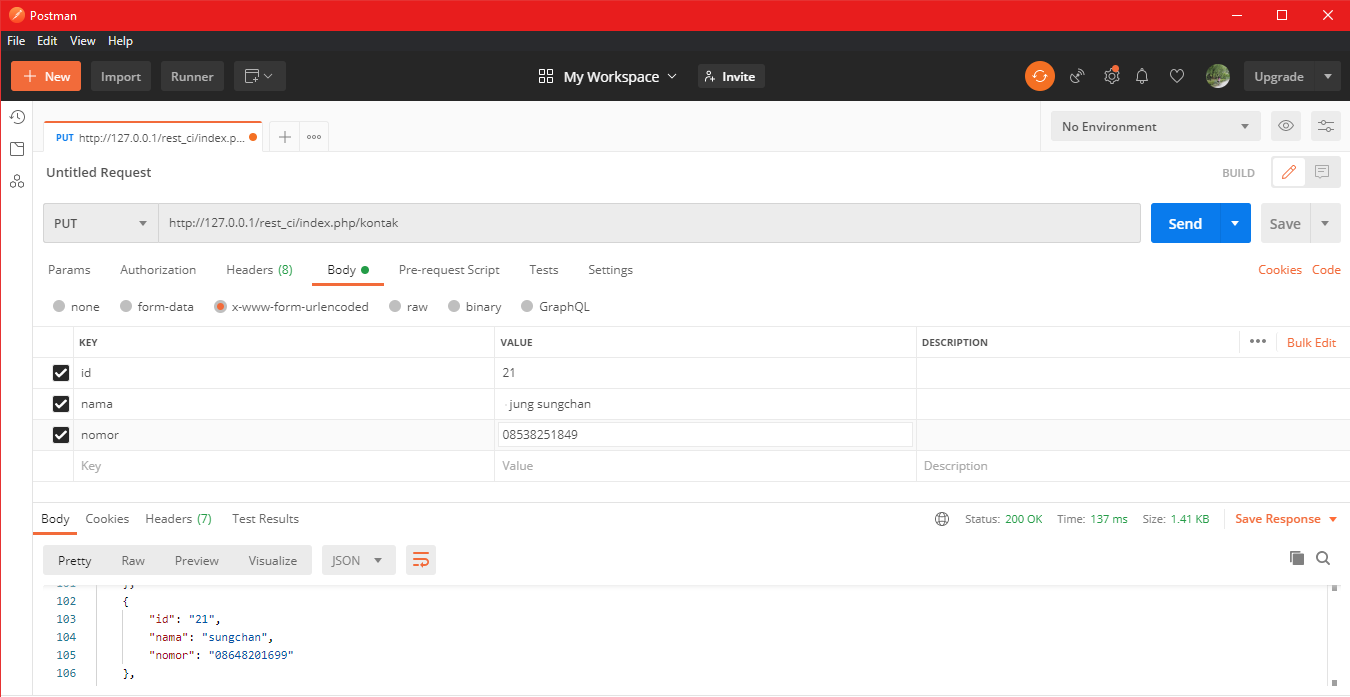 Postman
File Edit View Help
New Import Runner My Workspace Invite Upgrade
PUT http://127.0.0.1/rest_ci/index.p... No Environment
Untitled Request BUILD
PUT http://127.0.0.1/rest_ci/index.php/kontak Send Save
Params Authorization Headers (8) Body Pre-request Script Tests Settings Cookies Code
none form-data x-www-form-urlencoded raw binary GraphQL
KEY VALUE DESCRIPTION ••• Bulk Edit
id 21
nama jung sungchan
nomor 08538251849
Key Value Description
Body Cookies Headers (7) Test Results Status: 200 OK Time: 137 ms Size: 1.41 KB Save Response
Pretty Raw Preview Visualize JSON
102 {
103 "id": "21",
104 "nama": "sungchan",
105 "nomor": "08648201699"
106 },